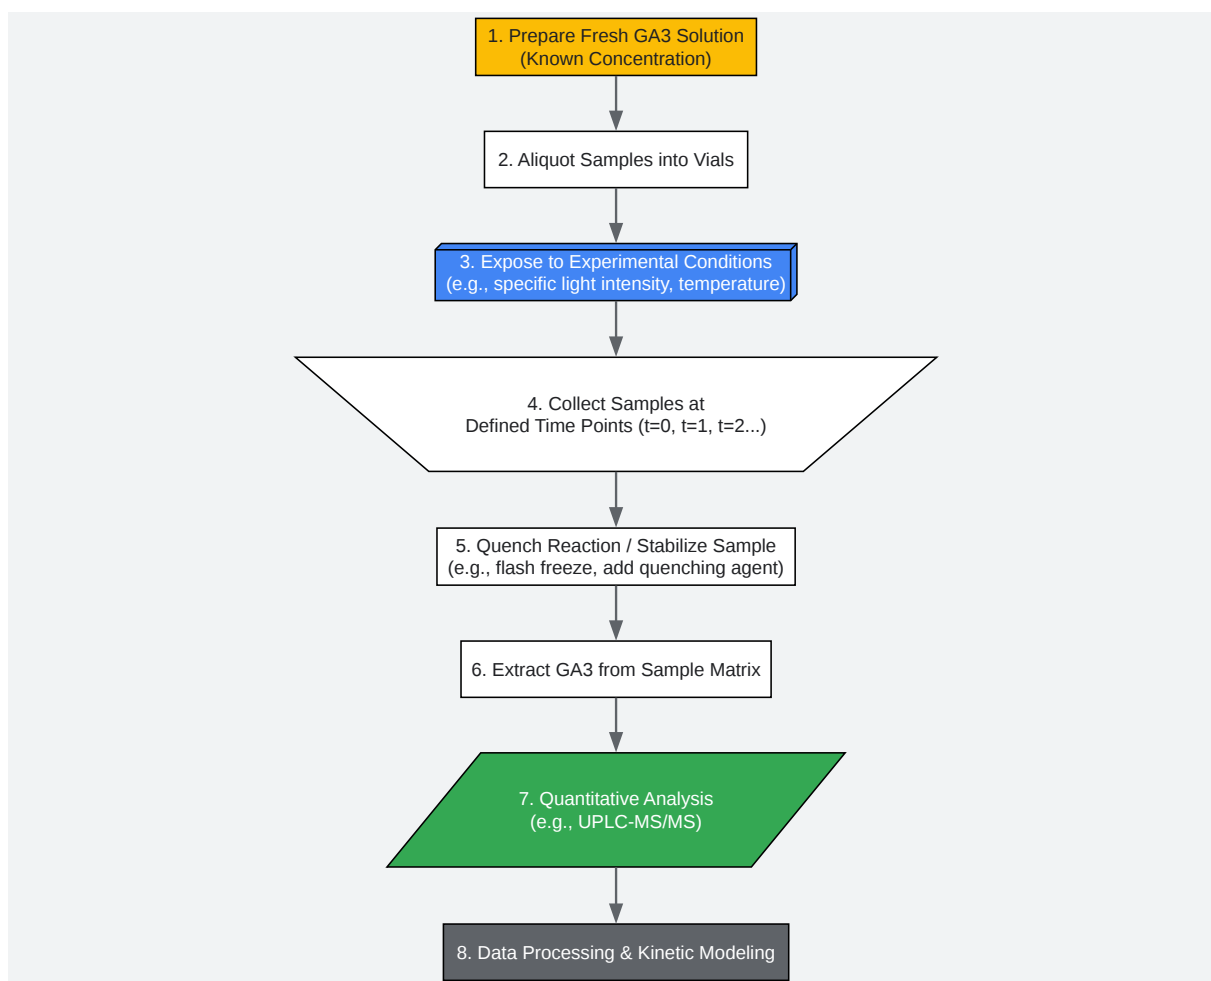 1. Prepare Fresh GA3 Solution
(Known Concentration)
2. Aliquot Samples into Vials
3. Expose to Experimental Conditions
(e.g., specific light intensity, temperature)
4. Collect Samples at
Defined Time Points (t=0, t=1, t=2...)
5. Quench Reaction / Stabilize Sample
(e.g., flash freeze, add quenching agent)
6. Extract GA3 from Sample Matrix
7. Quantitative Analysis
(e.g., UPLC-MS/MS)
8. Data Processing & Kinetic Modeling